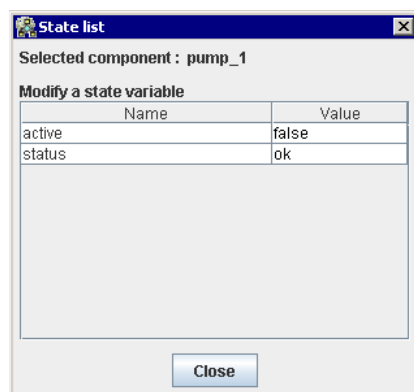 State list
Selected component : pump_1
Modify a state variable
Name Value
active false
status ok
Close